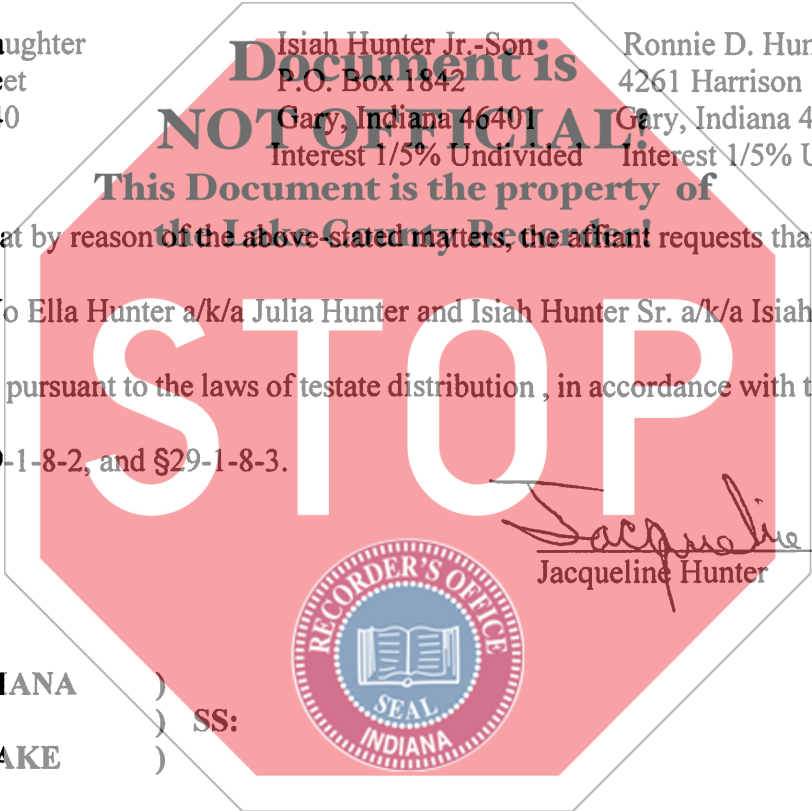 aughter Isiah Hunter Jr.-Son Ronnie D. Hun
eet P.O. Box 1842 4261 Harrison
40 Gary, Indiana 46401 Gary, Indiana 4
Interest 1/5% Undivided Interest 1/5% U
Document is
NOT OFFICIAL!
This Document is the property of
the Lake County Recorder!
at by reason of the above-stated matters, the affiant requests tha
o Ella Hunter a/k/a Julia Hunter and Isiah Hunter Sr. a/k/a Isiah
pursuant to the laws of testate distribution , in accordance with t
9-1-8-2, and §29-1-8-3.
STOP
Jacqueline
Jacqueline Hunter
RECORDER'S OFFICE
SEAL
INDIANA
IANA )
) SS:
AKE )